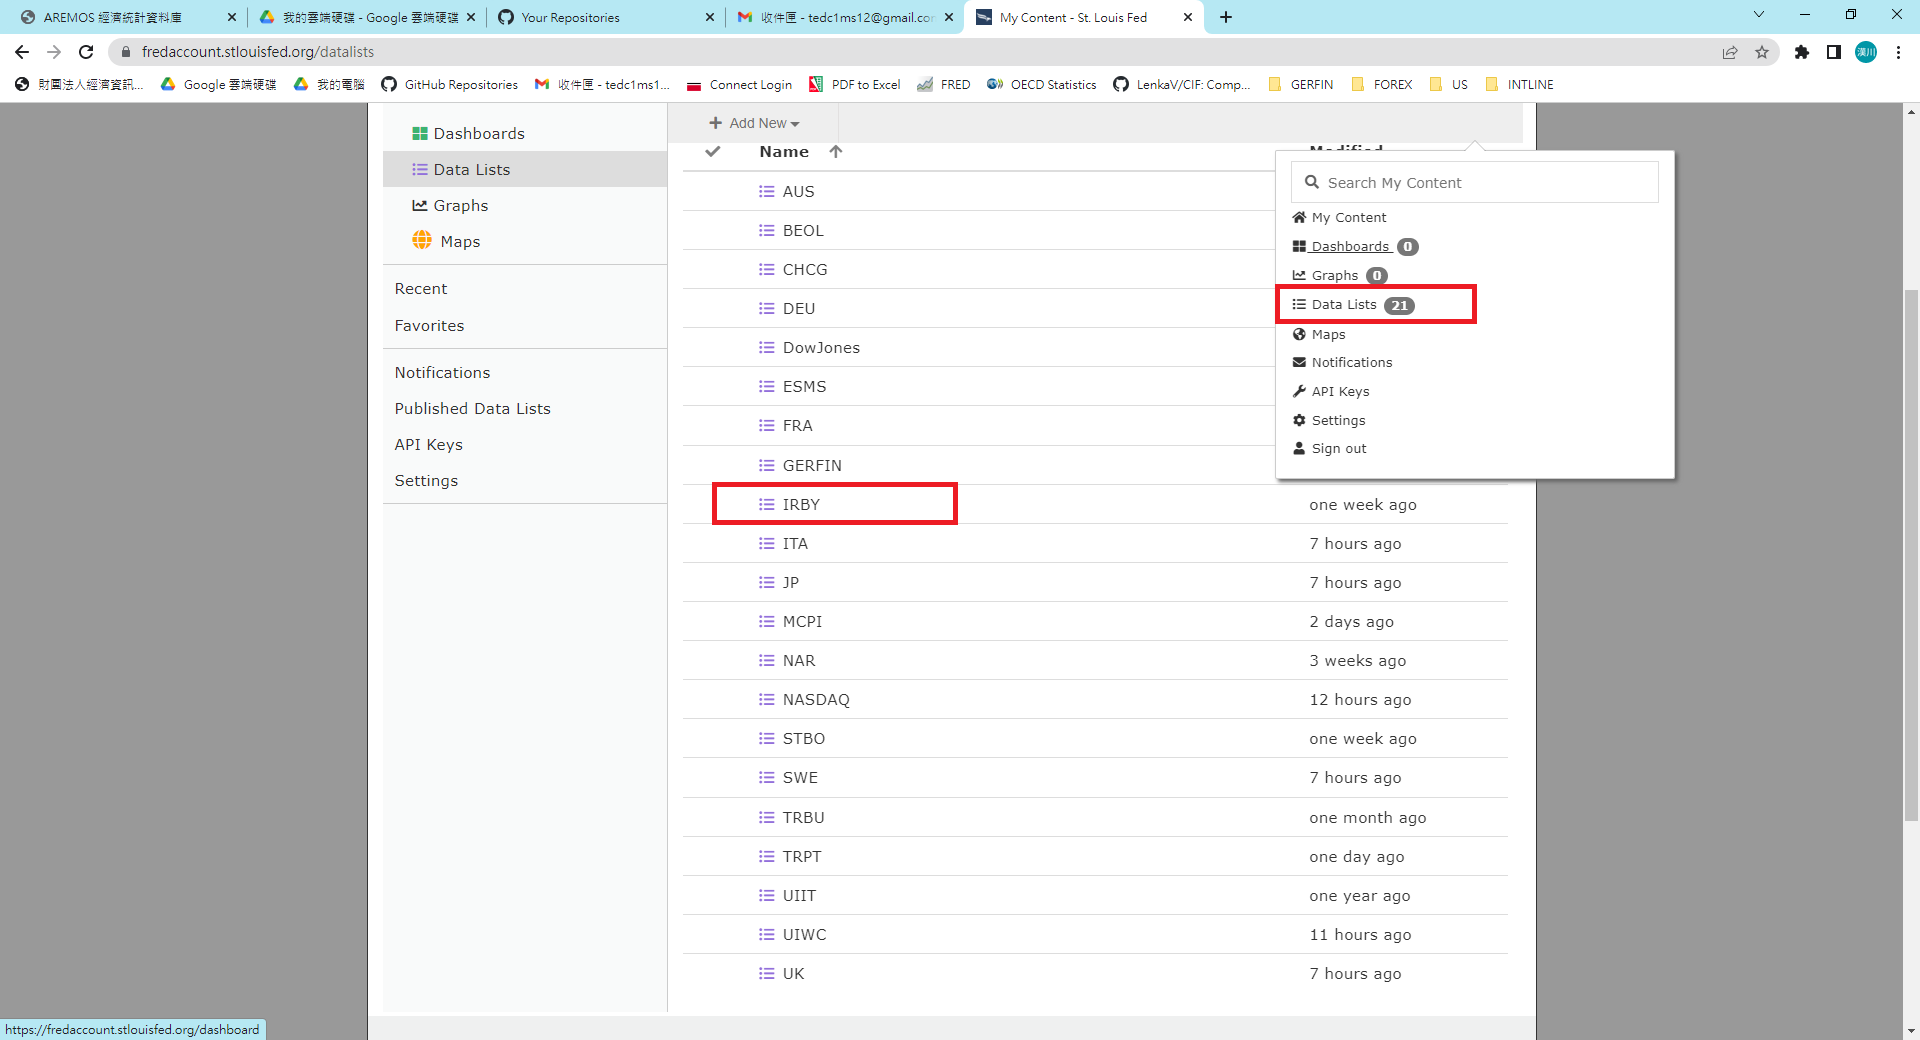 AREMOS 經濟統計資料庫
我的雲端硬碟 - Google 雲端硬碟
Your Repositories
收件匣 - tedc1ms12@gmail.co
My Content - St. Louis Fed
fredaccount.stlouisfed.org/datalists
漢川
財團法人經濟資訊...
Google 雲端硬碟
我的電腦
GitHub Repositories
收件匣 - tedc1ms1...
Connect Login
PDF to Excel
FRED
OECD Statistics
LenkaV/CIF: Comp...
GERFIN
FOREX
US
INTLINE
Dashboards
Data Lists
Graphs
Maps
Recent
Favorites
Notifications
Published Data Lists
API Keys
Settings
Add New
Name
Modified
AUS
BEOL
CHCG
DEU
DowJones
ESMS
FRA
GERFIN
IRBY one week ago
ITA 7 hours ago
JP 7 hours ago
MCPI 2 days ago
NAR 3 weeks ago
NASDAQ 12 hours ago
STBO one week ago
SWE 7 hours ago
TRBU one month ago
TRPT one day ago
UIIT one year ago
UIWC 11 hours ago
UK 7 hours ago
Search My Content
My Content
Dashboards 0
Graphs 0
Data Lists 21
Maps
Notifications
API Keys
Settings
Sign out
https://fredaccount.stlouisfed.org/dashboard